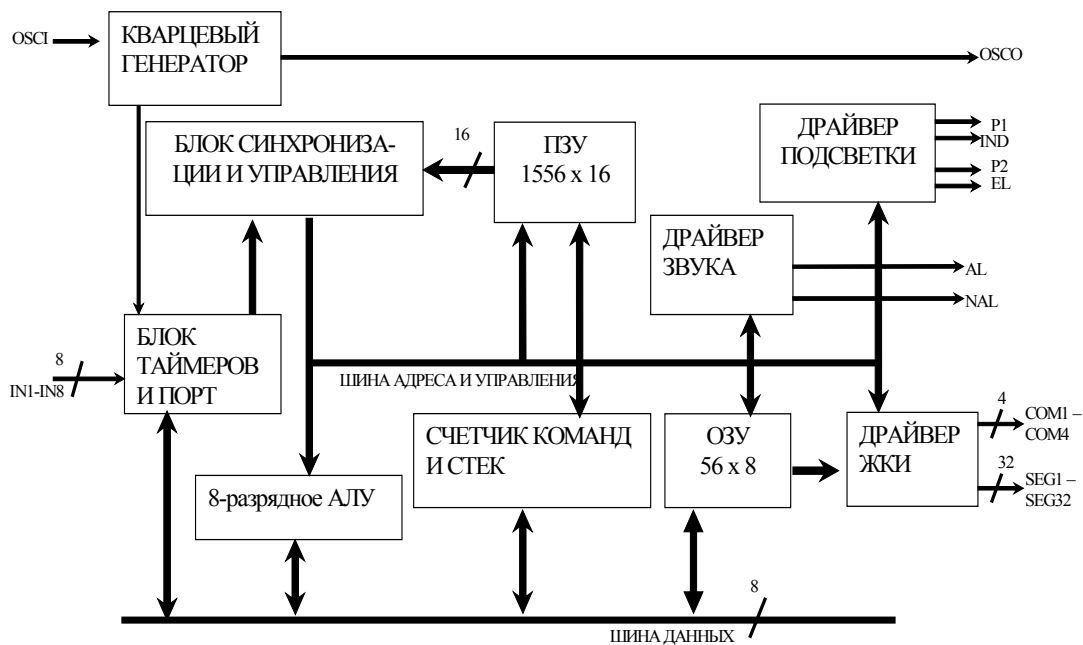 OSCI
КВАРЦЕВЫЙ
ГЕНЕРАТОР
OSCO
БЛОК СИНХРОНИЗА-
ЦИИ И УПРАВЛЕНИЯ
16
ПЗУ
1556 x 16
ДРАЙВЕР
ПОДСВЕТКИ
P1
IND
P2
EL
ДРАЙВЕР
ЗВУКА
AL
NAL
БЛОК
ТАЙМЕРОВ
И ПОРТ
8
IN1-IN8
ШИНА АДРЕСА И УПРАВЛЕНИЯ
СЧЕТЧИК КОМАНД
И СТЕК
ОЗУ
56 x 8
ДРАЙВЕР
ЖКИ
4
COM1 –
COM4
32
SEG1 –
SEG32
8-разрядное АЛУ
8
ШИНА ДАННЫХ